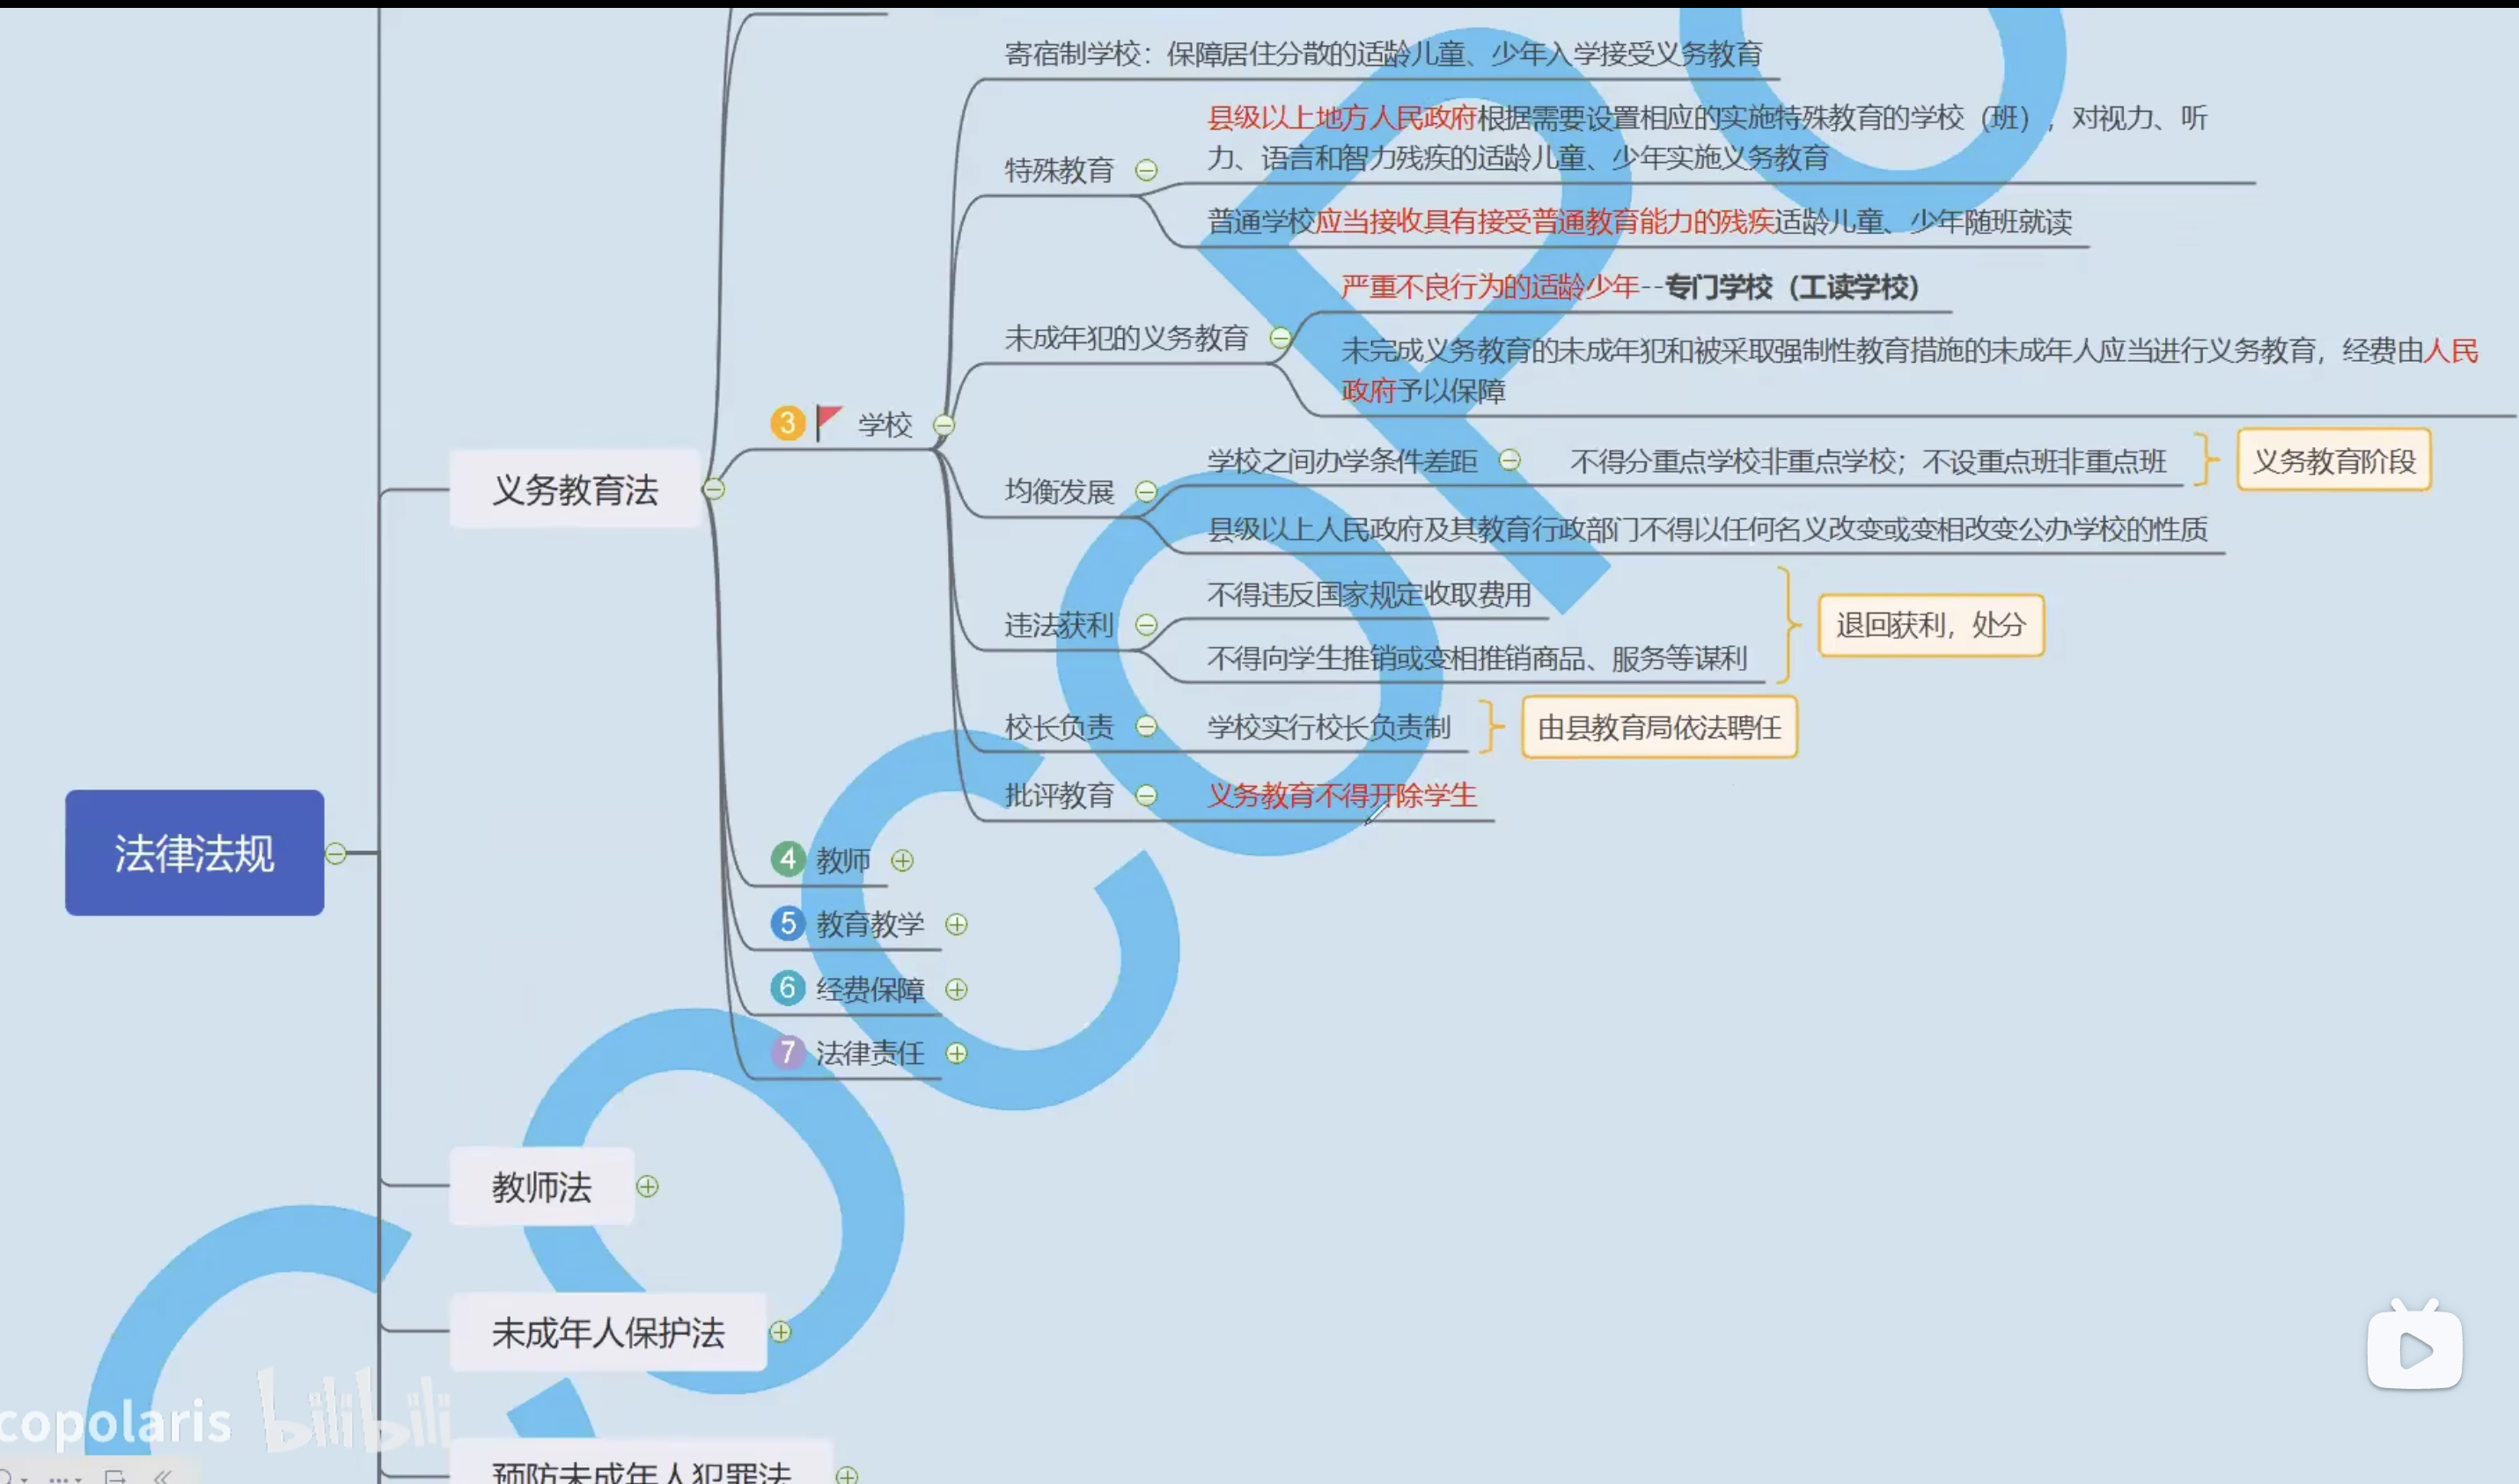 寄宿制学校：保障居住分散的适龄儿童、少年入学接受义务教育
特殊教育
县级以上地方人民政府根据需要设置相应的实施特殊教育的学校（班），对视力、听
力、语言和智力残疾的适龄儿童、少年实施义务教育
普通学校应当接收具有接受普通教育能力的残疾适龄儿童、少年随班就读
未成年犯的义务教育
严重不良行为的适龄少年--专门学校（工读学校）
未完成义务教育的未成年犯和被采取强制性教育措施的未成年人应当进行义务教育，经费由人民
政府予以保障
3 学校
均衡发展
学校之间办学条件差距
不得分重点学校非重点学校；不设重点班非重点班
义务教育阶段
县级以上人民政府及其教育行政部门不得以任何名义改变或变相改变公办学校的性质
义务教育法
违法获利
不得违反国家规定收取费用
不得向学生推销或变相推销商品、服务等谋利
退回获利，处分
校长负责
学校实行校长负责制
由县教育局依法聘任
批评教育
义务教育不得开除学生
法律法规
4 教师
5 教育教学
6 经费保障
7 法律责任
教师法
未成年人保护法
预防未成年人犯罪法
copolaris bilibili